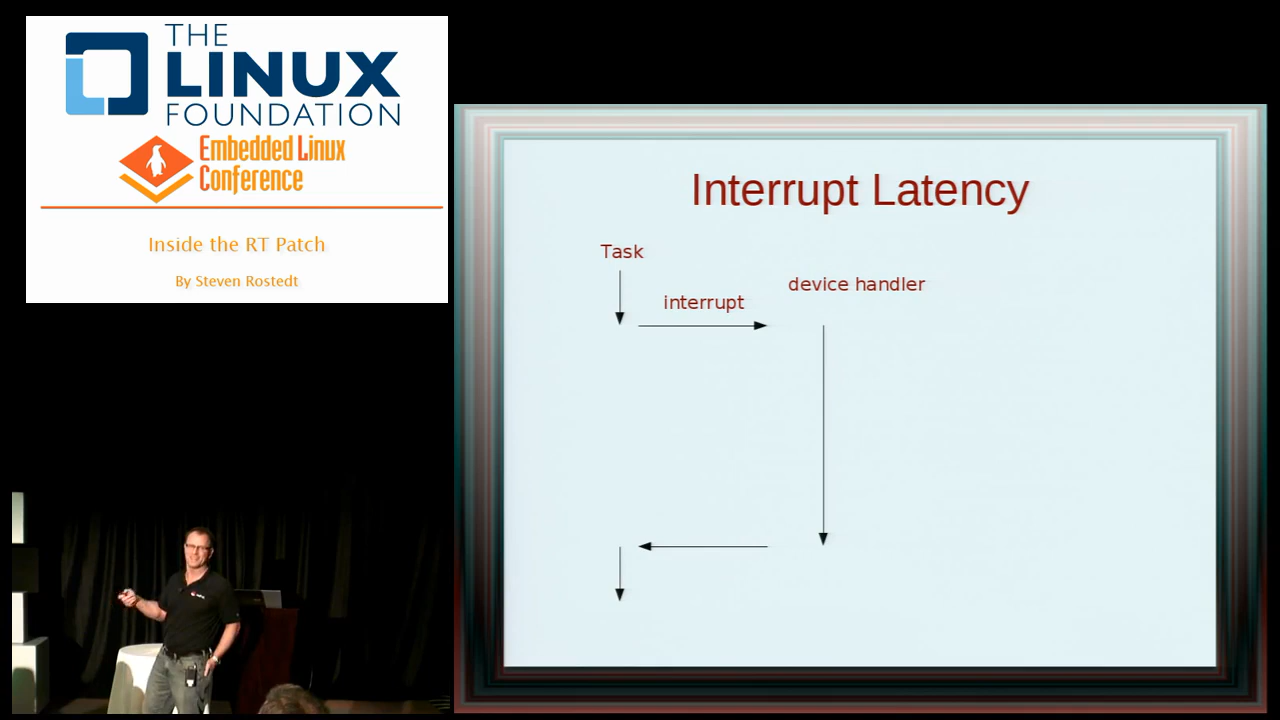 THE
LINUX
FOUNDATION
Embedded Linux
Conference
Inside the RT Patch
By Steven Rostedt
Interrupt Latency
Task
device handler
interrupt